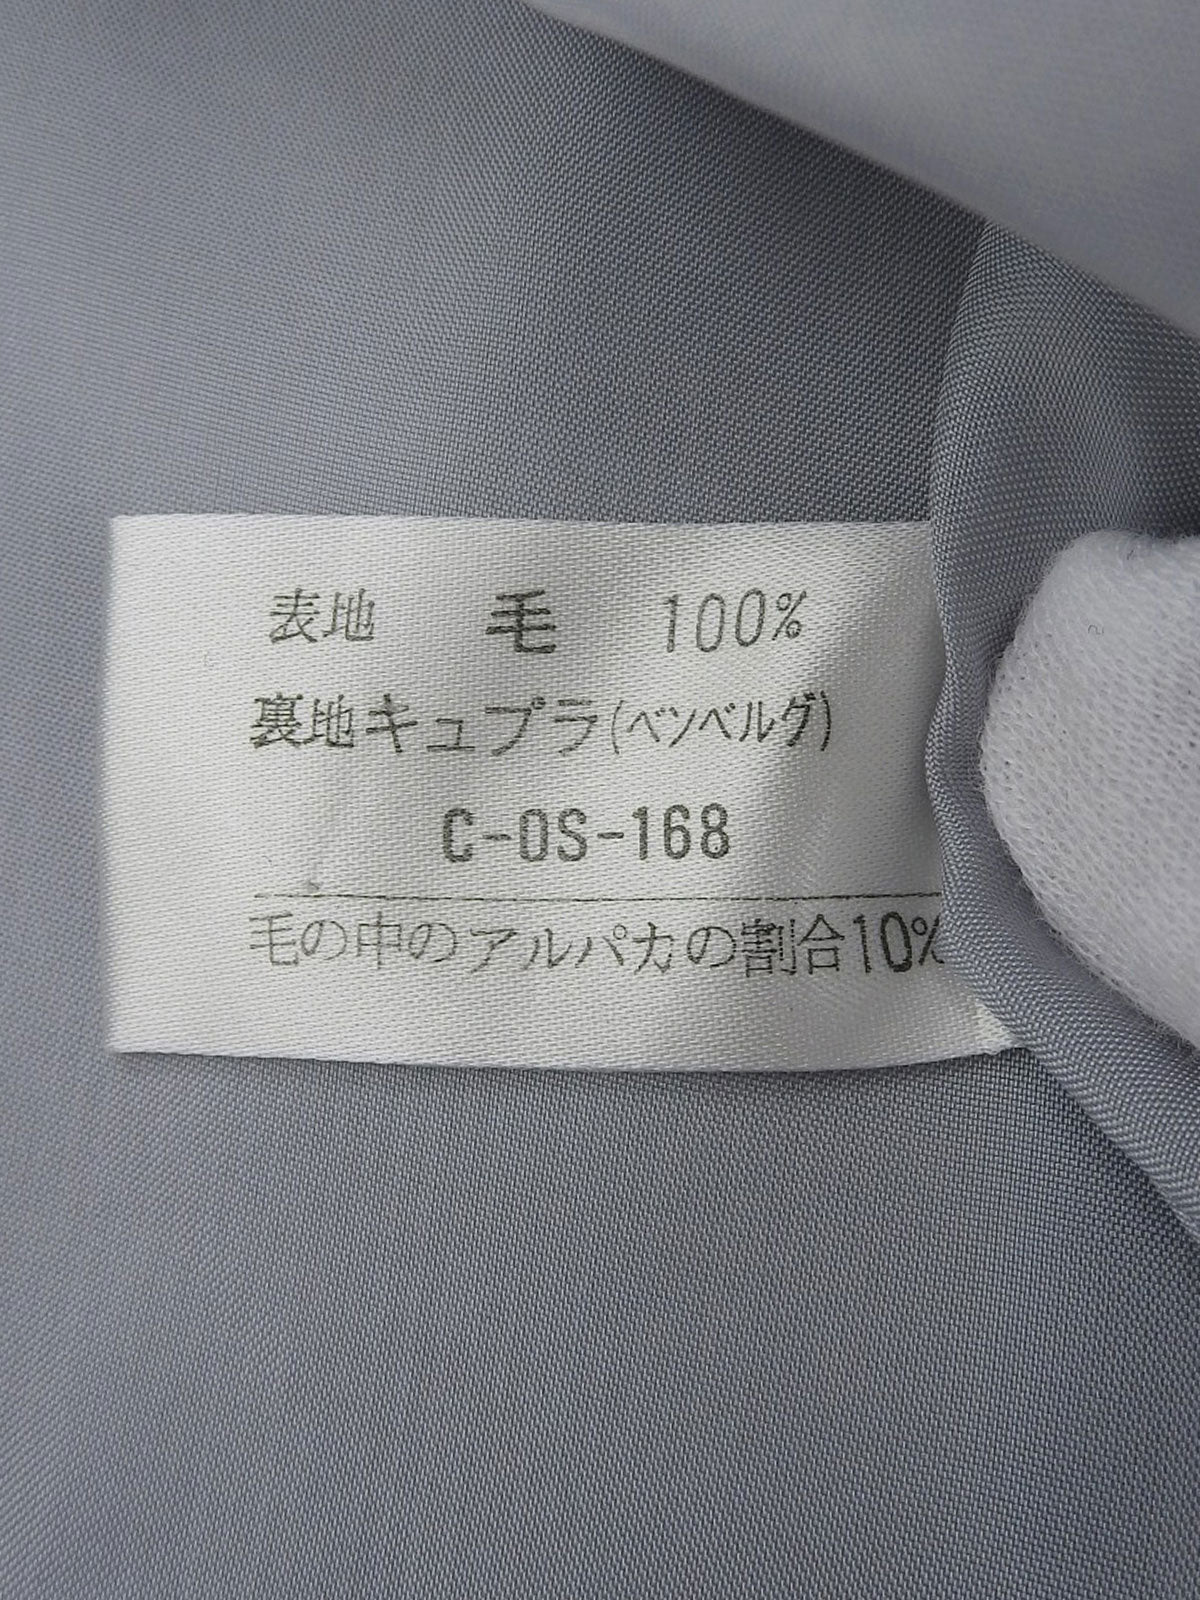 表地 毛 100%
裏地キュプラ(ベンベルグ)
C-OS-168
毛の中のアルパカの割合10%